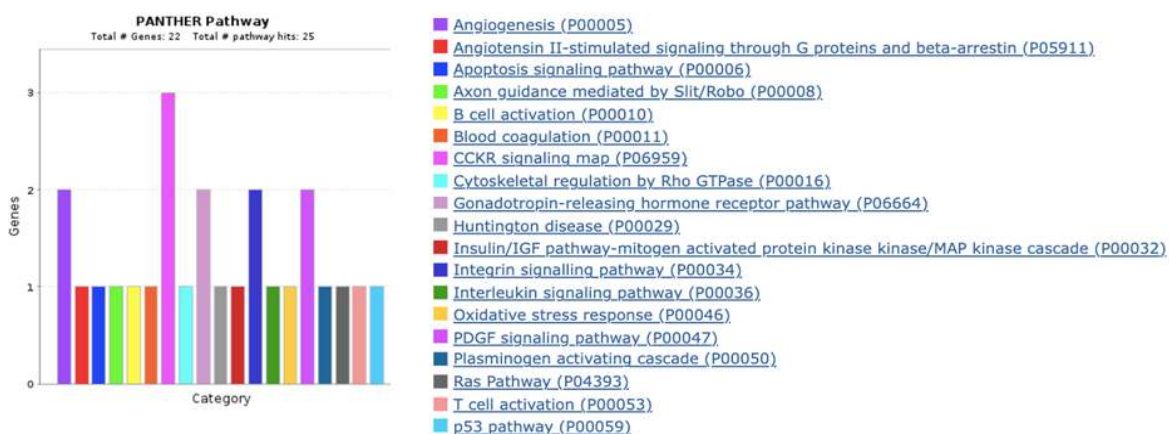 PANTHER Pathway
Total # Genes: 22 Total # pathway hits: 25
3
2
1
0
Genes
Category
Angiogenesis (P00005)
Angiotensin II-stimulated signaling through G proteins and beta-arrestin (P05911)
Apoptosis signaling pathway (P00006)
Axon guidance mediated by Slit/Robo (P00008)
B cell activation (P00010)
Blood coagulation (P00011)
CCKR signaling map (P06959)
Cytoskeletal regulation by Rho GTPase (P00016)
Gonadotropin-releasing hormone receptor pathway (P06664)
Huntington disease (P00029)
Insulin/IGF pathway-mitogen activated protein kinase kinase/MAP kinase cascade (P00032)
Integrin signalling pathway (P00034)
Interleukin signaling pathway (P00036)
Oxidative stress response (P00046)
PDGF signaling pathway (P00047)
Plasminogen activating cascade (P00050)
Ras Pathway (P04393)
T cell activation (P00053)
p53 pathway (P00059)